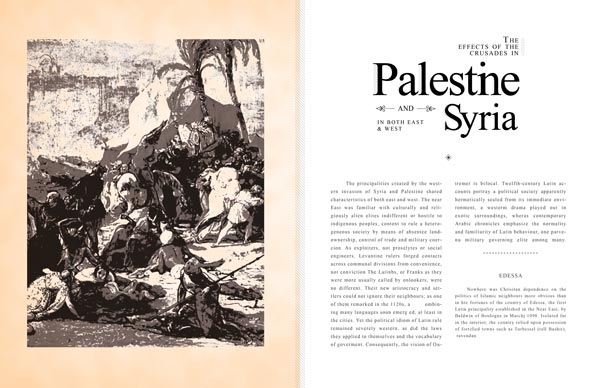 THE
EFFECTS OF THE
CRUSADES IN
Palestine
AND
IN BOTH EAST
& WEST
Syria
The principalities created by the west-
ern invasion of Syria and Palestine shared
characteristics of both east and west. The near
East was familiar with culturally and reli-
giously alien elites indifferent or hostile to
indigenous peoples, content to rule a hetero-
genous society by means of absentee land-
ownership, control of trade and military coer-
cion. As exploiters, not proselytes or social
engineers, Levantine rulers forged contacts
across communal divisions from convenience,
not conviction The Latinbs, or Franks as they
were more usually called by onlookers, were
no different. Their new aristocracy and set-
tlers could not ignore their neighbours; as one
of them remarked in the 1120s, a ombin-
ing many languages soon emerg ed, at least in
the cities. Yet the political idiom of Latin rule
remained severely western, as did the laws
they applied to themselves and the vocabulary
of goverment. Consequently, the vision of Ou-
tremer is bifocal. Twelfth-century Latin ac-
counts portray a political society apparently
hermetically sealed from its immediate envi-
ronment, a western drama played out in
exotic surroundings, wherus contemporary
Arabic chronicles emphasise the normality
and familiarity of Latin behaviour, one parve-
nu military governing elite among many.
EDESSA
Nowhere was Christian dependence on the
politics of Islamic neighbours more obvious than
in hte fortunes of the county of Edessa, the first
Latin principality established in the Near East, by
Baldwin of Boulogne in March 1098. Isolated far
in the interior, the county relied upon possession
of fortified towns such as Turbessel (tell Bashir),
ravendan